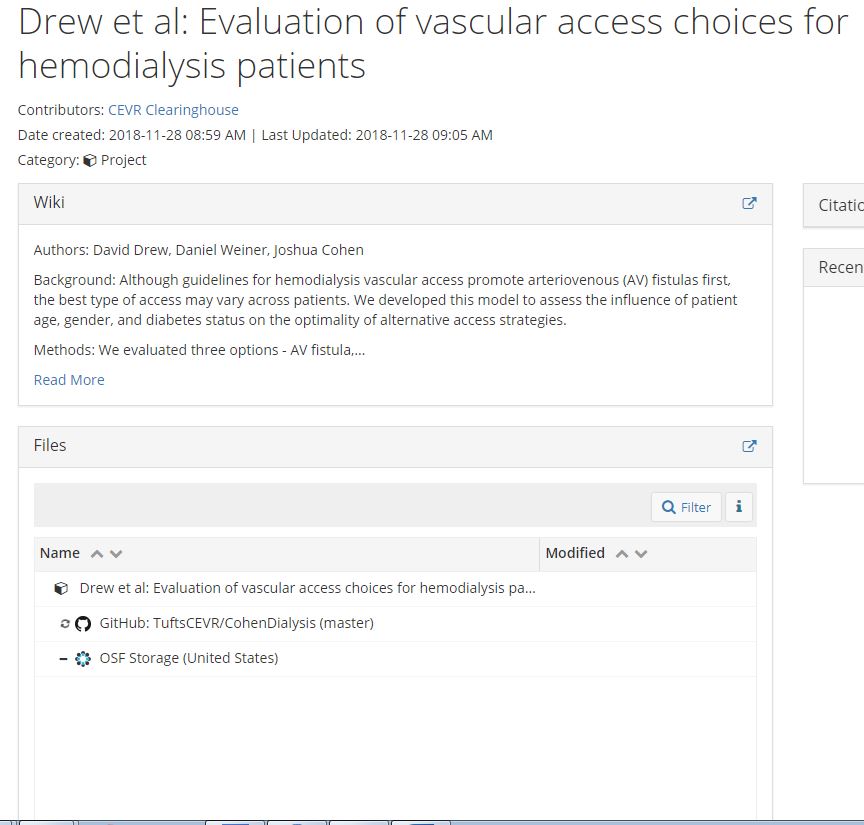 Drew et al: Evaluation of vascular access choices for
hemodialysis patients
Contributors: CEVR Clearinghouse
Date created: 2018-11-28 08:59 AM | Last Updated: 2018-11-28 09:05 AM
Category: Project
Wiki
Authors: David Drew, Daniel Weiner, Joshua Cohen
Background: Although guidelines for hemodialysis vascular access promote arteriovenous (AV) fistulas first,
the best type of access may vary across patients. We developed this model to assess the influence of patient
age, gender, and diabetes status on the optimality of alternative access strategies.
Methods: We evaluated three options - AV fistula,...
Read More
Citatio
Recen
Files
Filter
Name Modified
Drew et al: Evaluation of vascular access choices for hemodialysis pa...
GitHub: TuftsCEVR/CohenDialysis (master)
OSF Storage (United States)